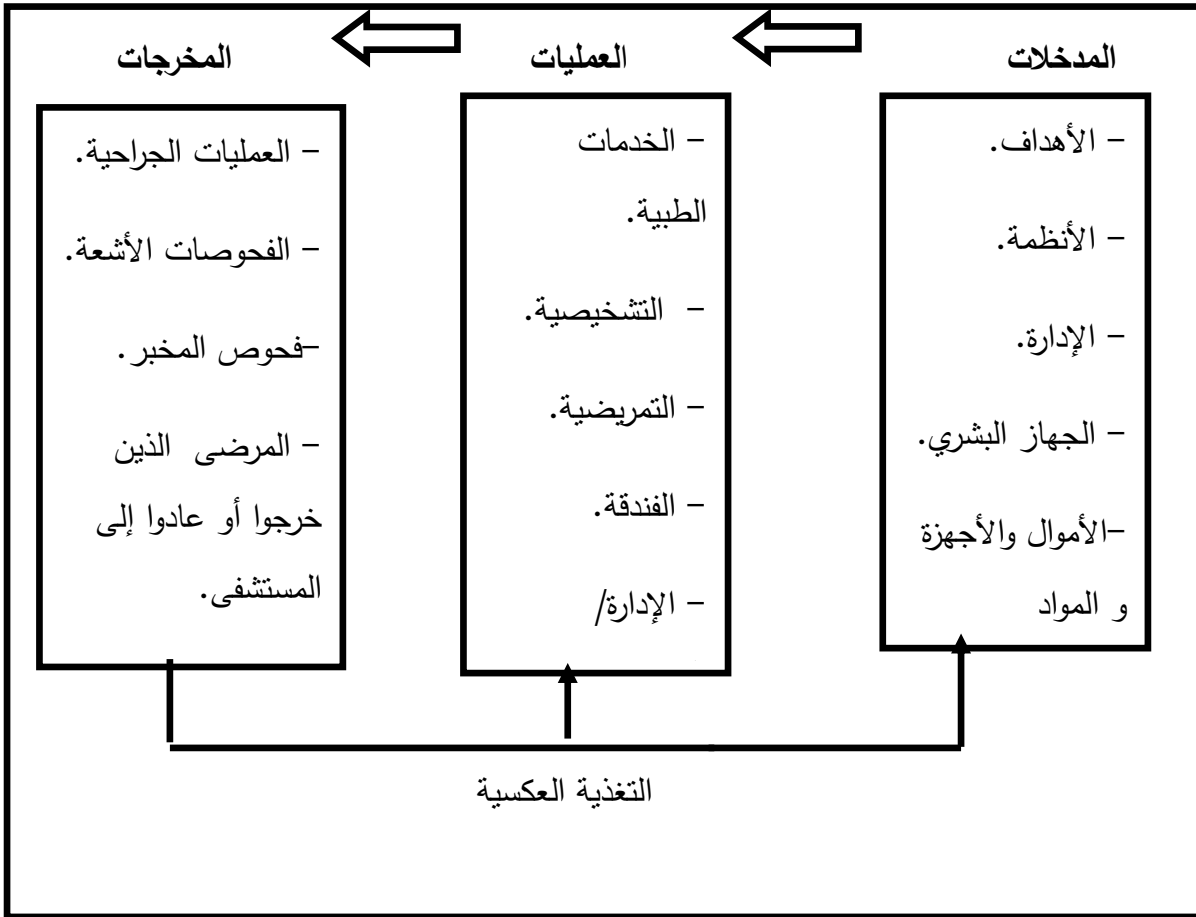 المدخلات
- الأهداف.
- الأنظمة.
- الإدارة.
- الجهاز البشري.
-الأموال والأجهزة
و المواد
العمليات
- الخدمات
الطبية.
- التشخيصية.
- التمريضية.
- الفندقة.
- الإدارة/
المخرجات
- العمليات الجراحية.
- الفحوصات الأشعة.
-فحوص المخبر.
- المرضى الذين
خرجوا أو عادوا إلى
المستشفى.
التغذية العكسية